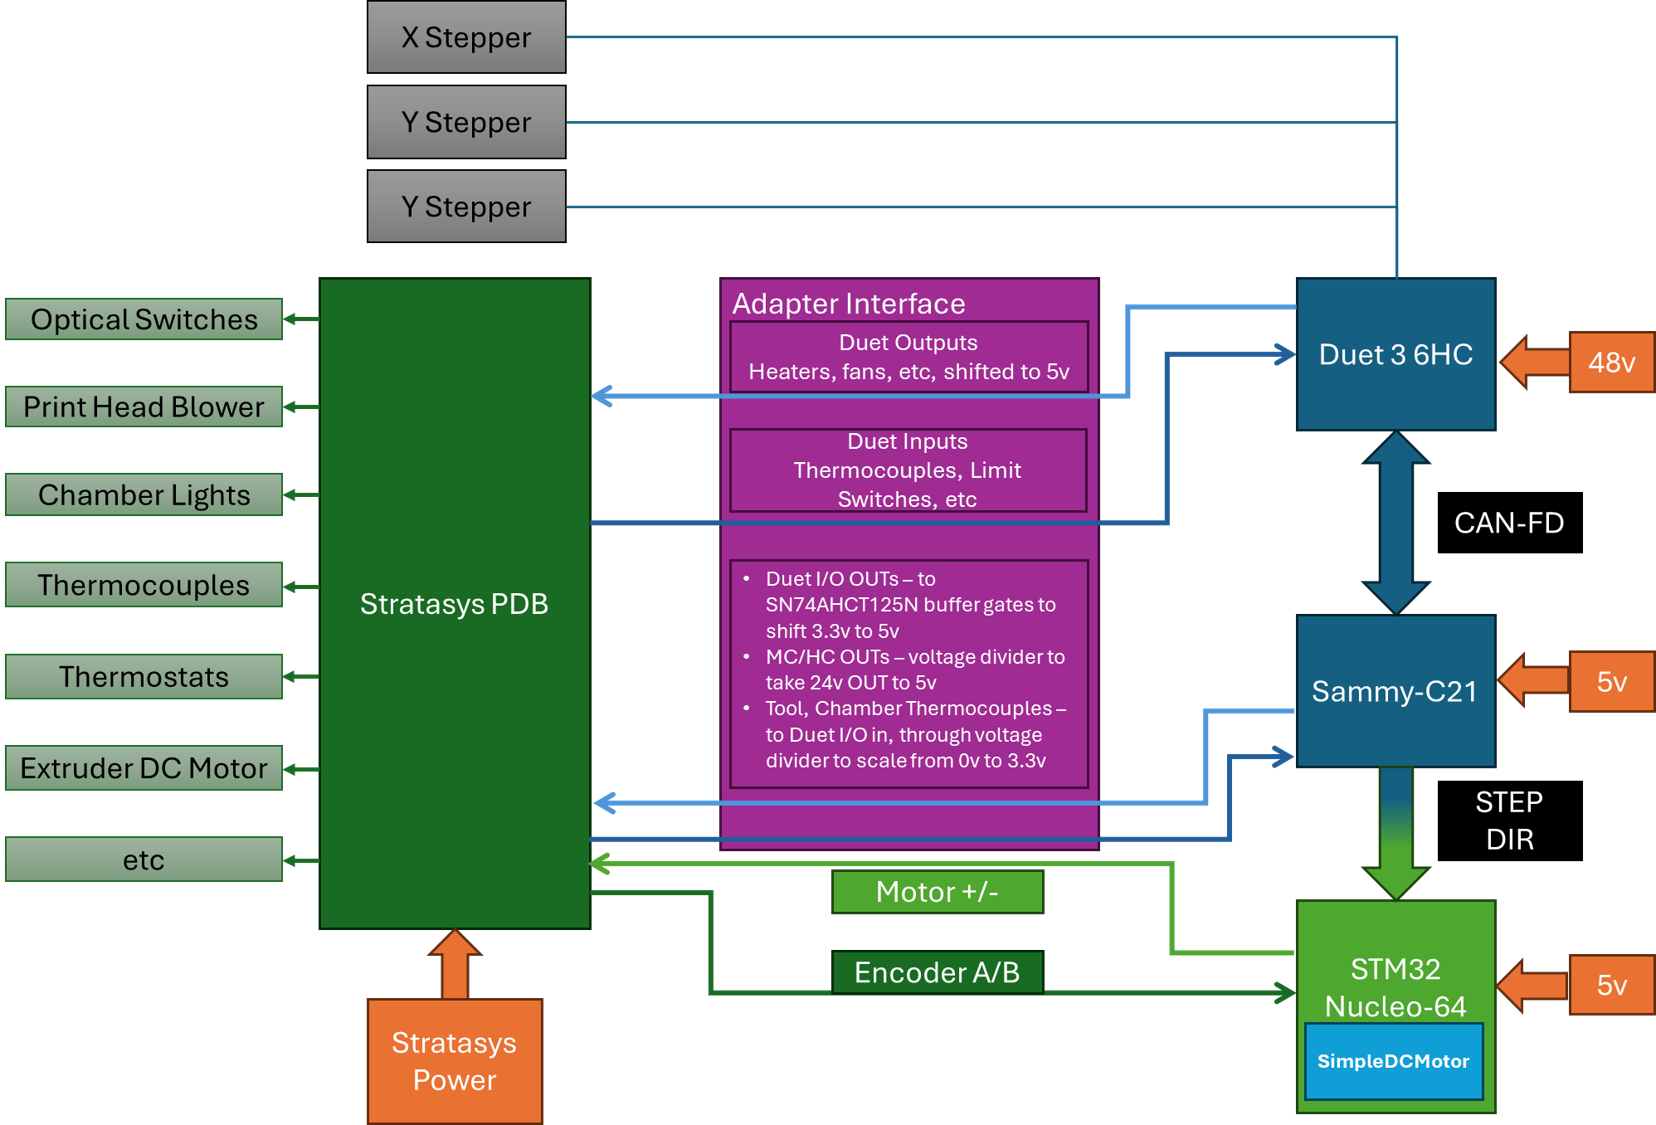 X Stepper
Y Stepper
Y Stepper
Optical Switches
Print Head Blower
Chamber Lights
Thermocouples
Thermostats
Extruder DC Motor
etc
Stratasys PDB
Stratasys
Power
Adapter Interface
Duet Outputs
Heaters, fans, etc, shifted to 5v
Duet Inputs
Thermocouples, Limit
Switches, etc
• Duet I/O OUTs – to
SN74AHCT125N buffer gates to
shift 3.3v to 5v
• MC/HC OUTs – voltage divider to
take 24v OUT to 5v
• Tool, Chamber Thermocouples –
to Duet I/O in, through voltage
divider to scale from 0v to 3.3v
Motor +/-
Encoder A/B
Duet 3 6HC
48v
CAN-FD
Sammy-C21
5v
STEP
DIR
STM32
Nucleo-64
SimpleDCMotor
5v